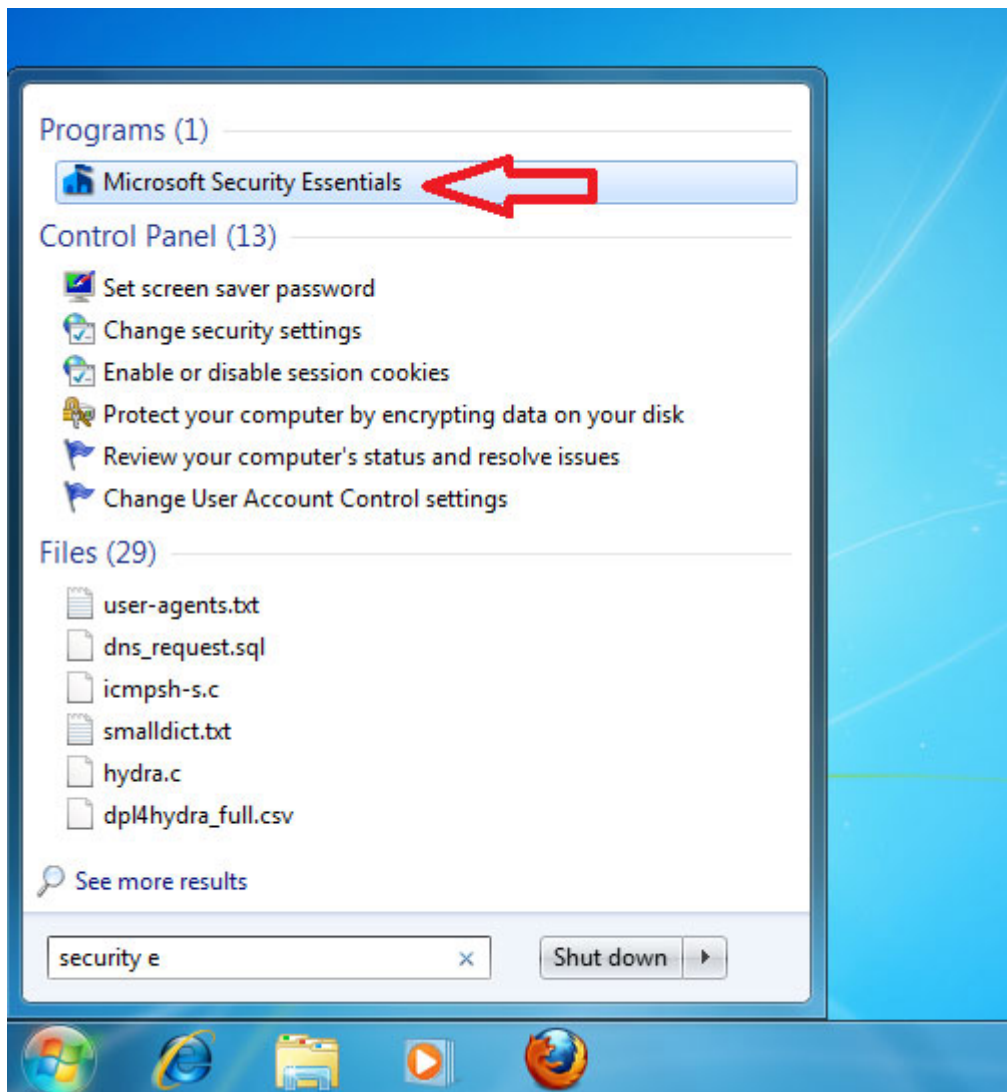 Programs (1)
Microsoft Security Essentials
Control Panel (13)
Set screen saver password
Change security settings
Enable or disable session cookies
Protect your computer by encrypting data on your disk
Review your computer's status and resolve issues
Change User Account Control settings
Files (29)
user-agents.txt
dns_request.sql
icmpsh-s.c
smalldict.txt
hydra.c
dpl4hydra_full.csv
See more results
security e
Shut down